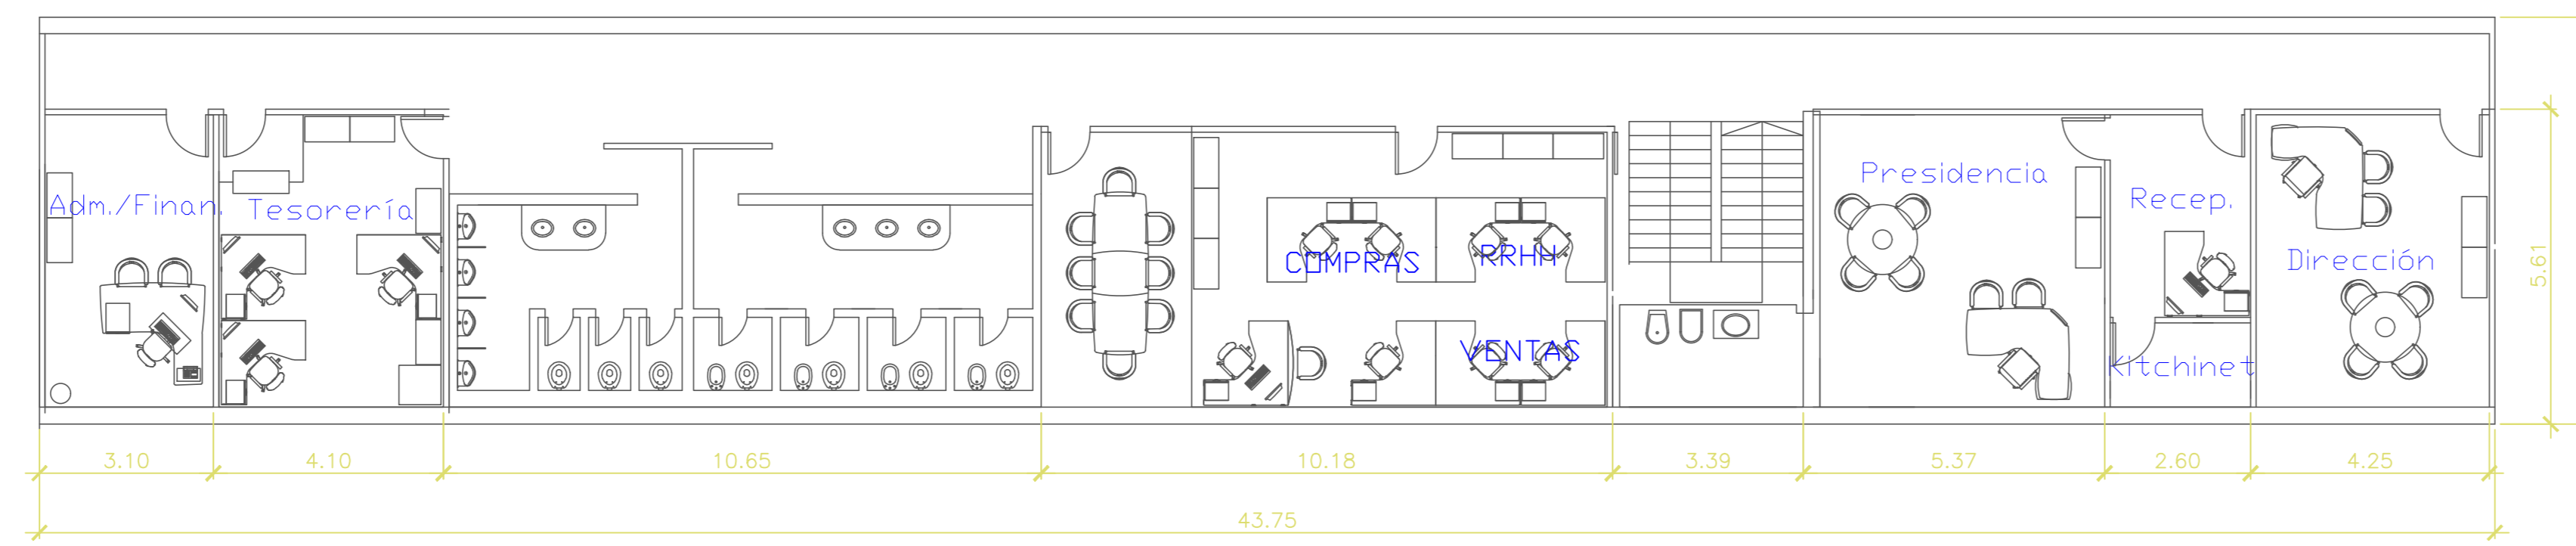 Adm./Finan.
Tesorería
COMPRAS
RRHH
VENTAS
Presidencia
Recep.
Kitchinet
Dirección
5.61
3.10
4.10
10.65
10.18
3.39
5.37
2.60
4.25
43.75